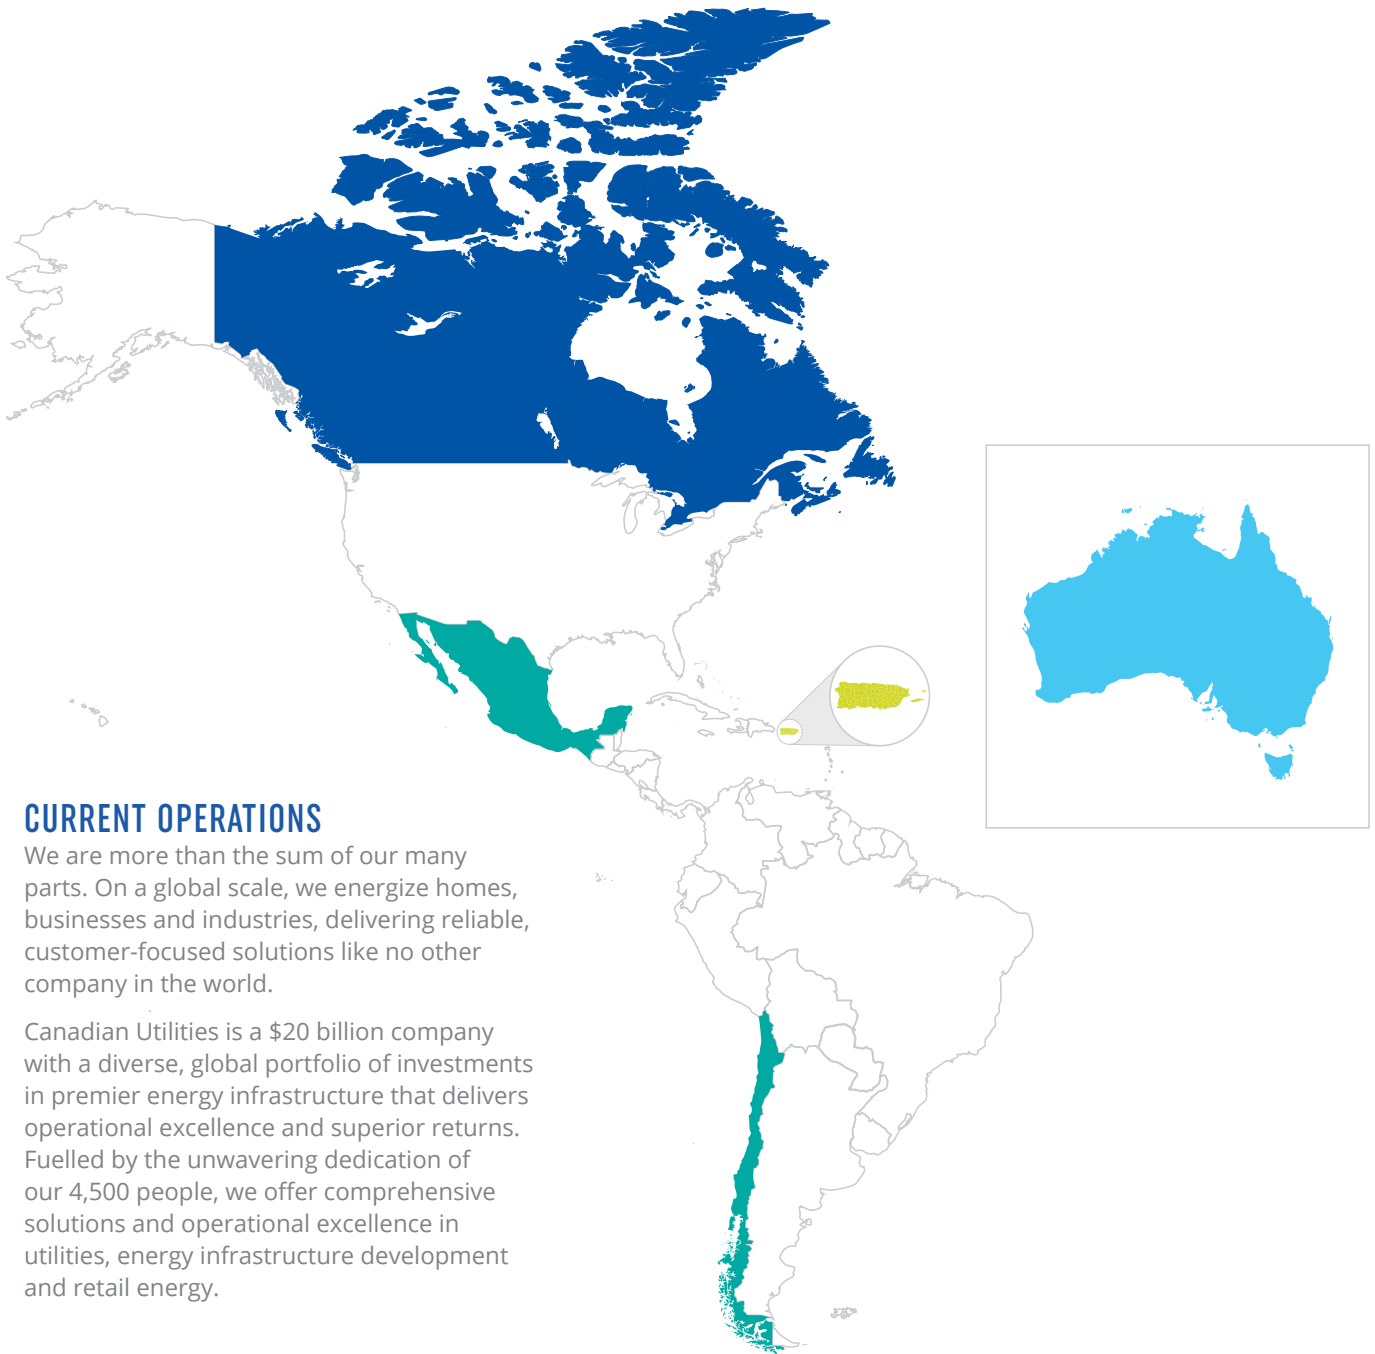 CURRENT OPERATIONS
We are more than the sum of our many
parts. On a global scale, we energize homes,
businesses and industries, delivering reliable,
customer-focused solutions like no other
company in the world.
Canadian Utilities is a $20 billion company
with a diverse, global portfolio of investments
in premier energy infrastructure that delivers
operational excellence and superior returns.
Fuelled by the unwavering dedication of
our 4,500 people, we offer comprehensive
solutions and operational excellence in
utilities, energy infrastructure development
and retail energy.